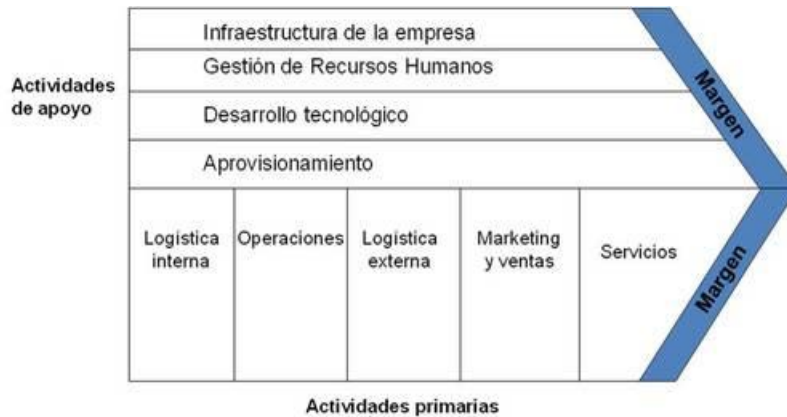 Infraestructura de la empresa
Gestión de Recursos Humanos
Actividades
de apoyo
Desarrollo tecnológico
Aprovisionamiento
Margen
Logística
interna
Operaciones
Logística
externa
Marketing
y ventas
Servicios
Margen
Actividades primarias